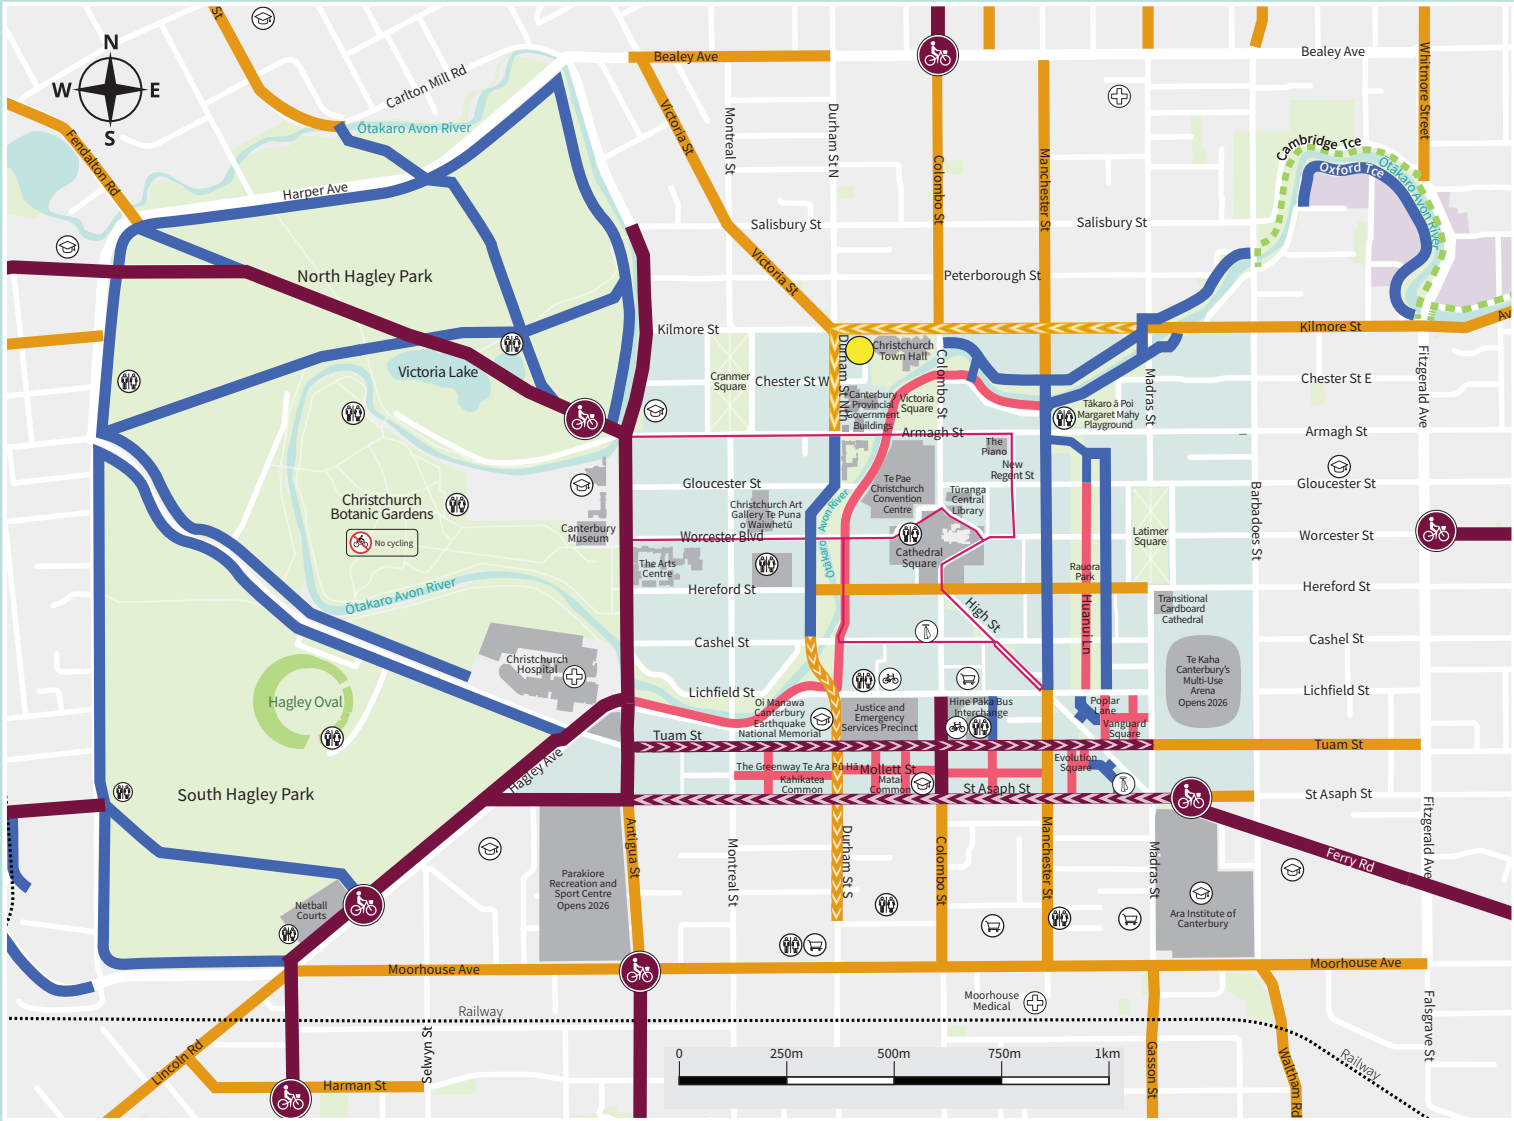 N
W E
S
St
Carlton Mill Rd
Ōtakaro Avon River
Fendalton Rd
Harper Ave
North Hagley Park
Victoria Lake
Christchurch
Botanic Gardens
No cycling
Ōtakaro Avon River
Canterbury
Museum
Christchurch
Hospital
Hagley Oval
South Hagley Park
Hagley Ave
Netball
Courts
Parakiore
Recreation and
Sport Centre
Opens 2026
Bealey Ave
Bealey Ave
Victoria St
Victoria St
Montreal St
Durham St N
Colombo St
Manchester St
Whitmore Street
Cambridge Tce
Oxford Tce
Ōtakaro Avon River
Salisbury St
Salisbury St
Peterborough St
Kilmore St
Kilmore St
Av
Durham St Nth
Christchurch
Town Hall
Colombo St
Cranmer
Square
Chester St W
Chester St E
Madras St
Fitzgerald Ave
Canterbury
Provincial
Government
Buildings
Victoria
Square
Tākaro ā Poi
Margaret Mahy
Playground
Armagh St
Armagh St
The
Piano
New
Regent St
Gloucester St
Gloucester St
Te Pae
Christchurch
Convention
Centre
Tūranga
Central
Library
Christchurch Art
Gallery Te Puna
o Waiwhetū
Ōtākaro Avon River
Worcester Blvd
Worcester St
Cathedral
Square
Latimer
Square
Barbadoes St
The Arts
Centre
Rauora
Park
Hereford St
Hereford St
High St
Huanui Ln
Transitional
Cardboard
Cathedral
Cashel St
Cashel St
Te Kaha
Canterbury's
Multi-Use
Arena
Opens 2026
Lichfield St
Lichfield St
Oi Manawa
Canterbury
Earthquake
National Memorial
Justice and
Emergency
Services Precinct
Hine Pāka Bus
Interchange
Poplar
Lane
Vanguard
Square
Tuam St
Tuam St
The Greenway Te Ara Pū Hā
Mollett St
Evolution
Square
Kahikatea
Common
Matai
Common
St Asaph St
St Asaph St
Antigua St
Montreal St
Durham St S
Colombo St
Manchester St
Madras St
Fitzgerald Ave
Ferry Rd
Ara Institute of
Canterbury
Moorhouse Ave
Moorhouse Ave
Moorhouse
Medical
Railway
Railway
Lincoln Rd
Harman St
Selwyn St
Gasson St
Waltham Rd
Falsgrave St
0 250m 500m 750m 1km